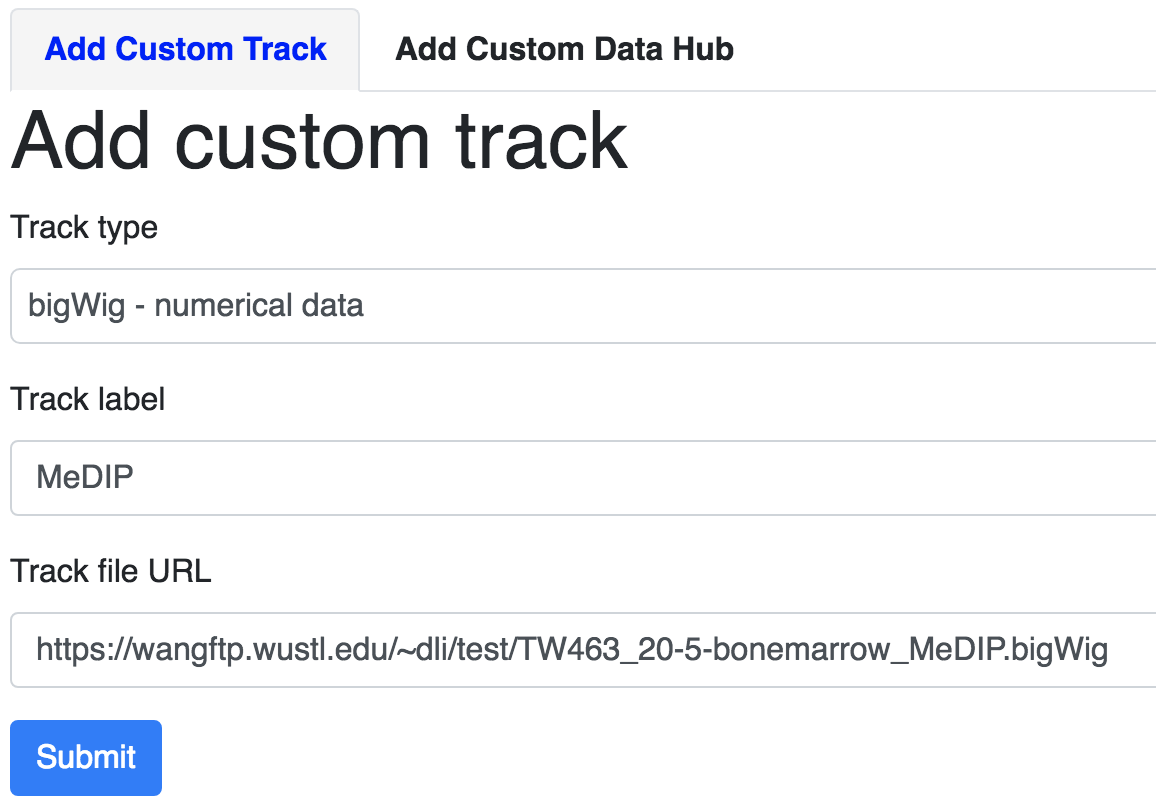 Add Custom Track Add Custom Data Hub
Add custom track
Track type
bigWig - numerical data
Track label
MeDIP
Track file URL
https://wangftp.wustl.edu/~dli/test/TW463_20-5-bonemarrow_MeDIP.bigWig
Submit